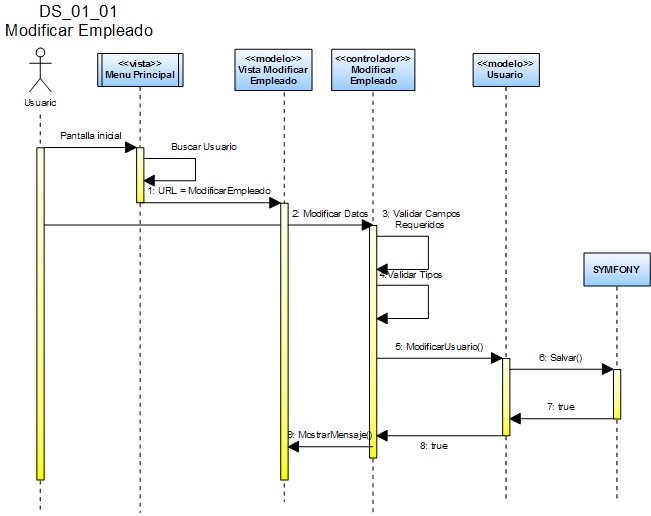 DS_01_01
Modificar Empleado
Usuario
<<vista>>
Menu Principal
<<modelo>>
Vista Modificar
Empleado
<<controlador>>
Modificar
Empleado
<<modelo>>
Usuario
Pantalla inicial
Buscar Usuario
1: URL = ModificarEmpleado
2: Modificar Datos
3: Validar Campos
Requeridos
SYMFONY
4:Validar Tipos
5: ModificarUsuario()
6: Salvar()
7: true
8: true
9: MostrarMensaje()